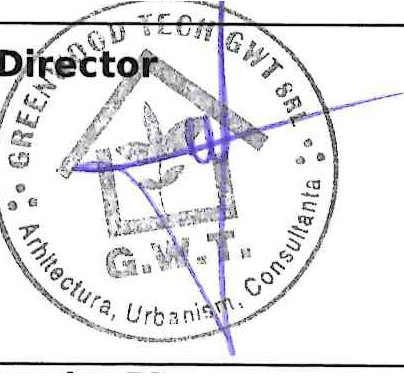 Director
GREENWOOD TECH GWT SRL
G.W.T.
Arhitectura, Urbanism, Consultanta